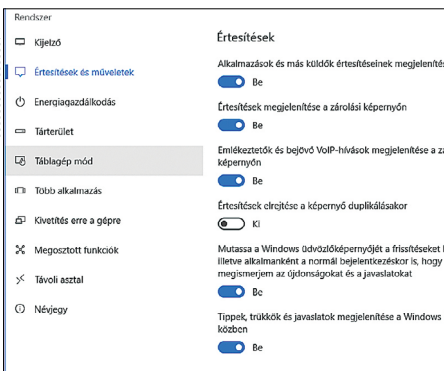 Rendszer
Kijelző
Értesítések és műveletek
Energiagazdálkodás
Tárterület
Táblagép mód
Több alkalmazás
Kivetítés erre a gépre
Megosztott funkciók
Távoli asztal
Névjegy
Értesítések
Alkalmazások és más küldők értesítéseinek
Be
Értesítések megjelenítése a zárolási képernyőn
Be
Emlékeztetők és bejövő VoIP-hívások megjelenítése a
képernyőn
Be
Értesítések elrejtése a képernyő duplikálásakor
Ki
Mutassa a Windows üdvözlőképernyőjét a frissítéseket
illetve alkalmanként a normál bejelentkezéskor is, hogy
megismerjem az újdonságokat és a javaslatokat
Be
Tippek, trükkök és javaslatok megjelenítése a Windows
közben
Be